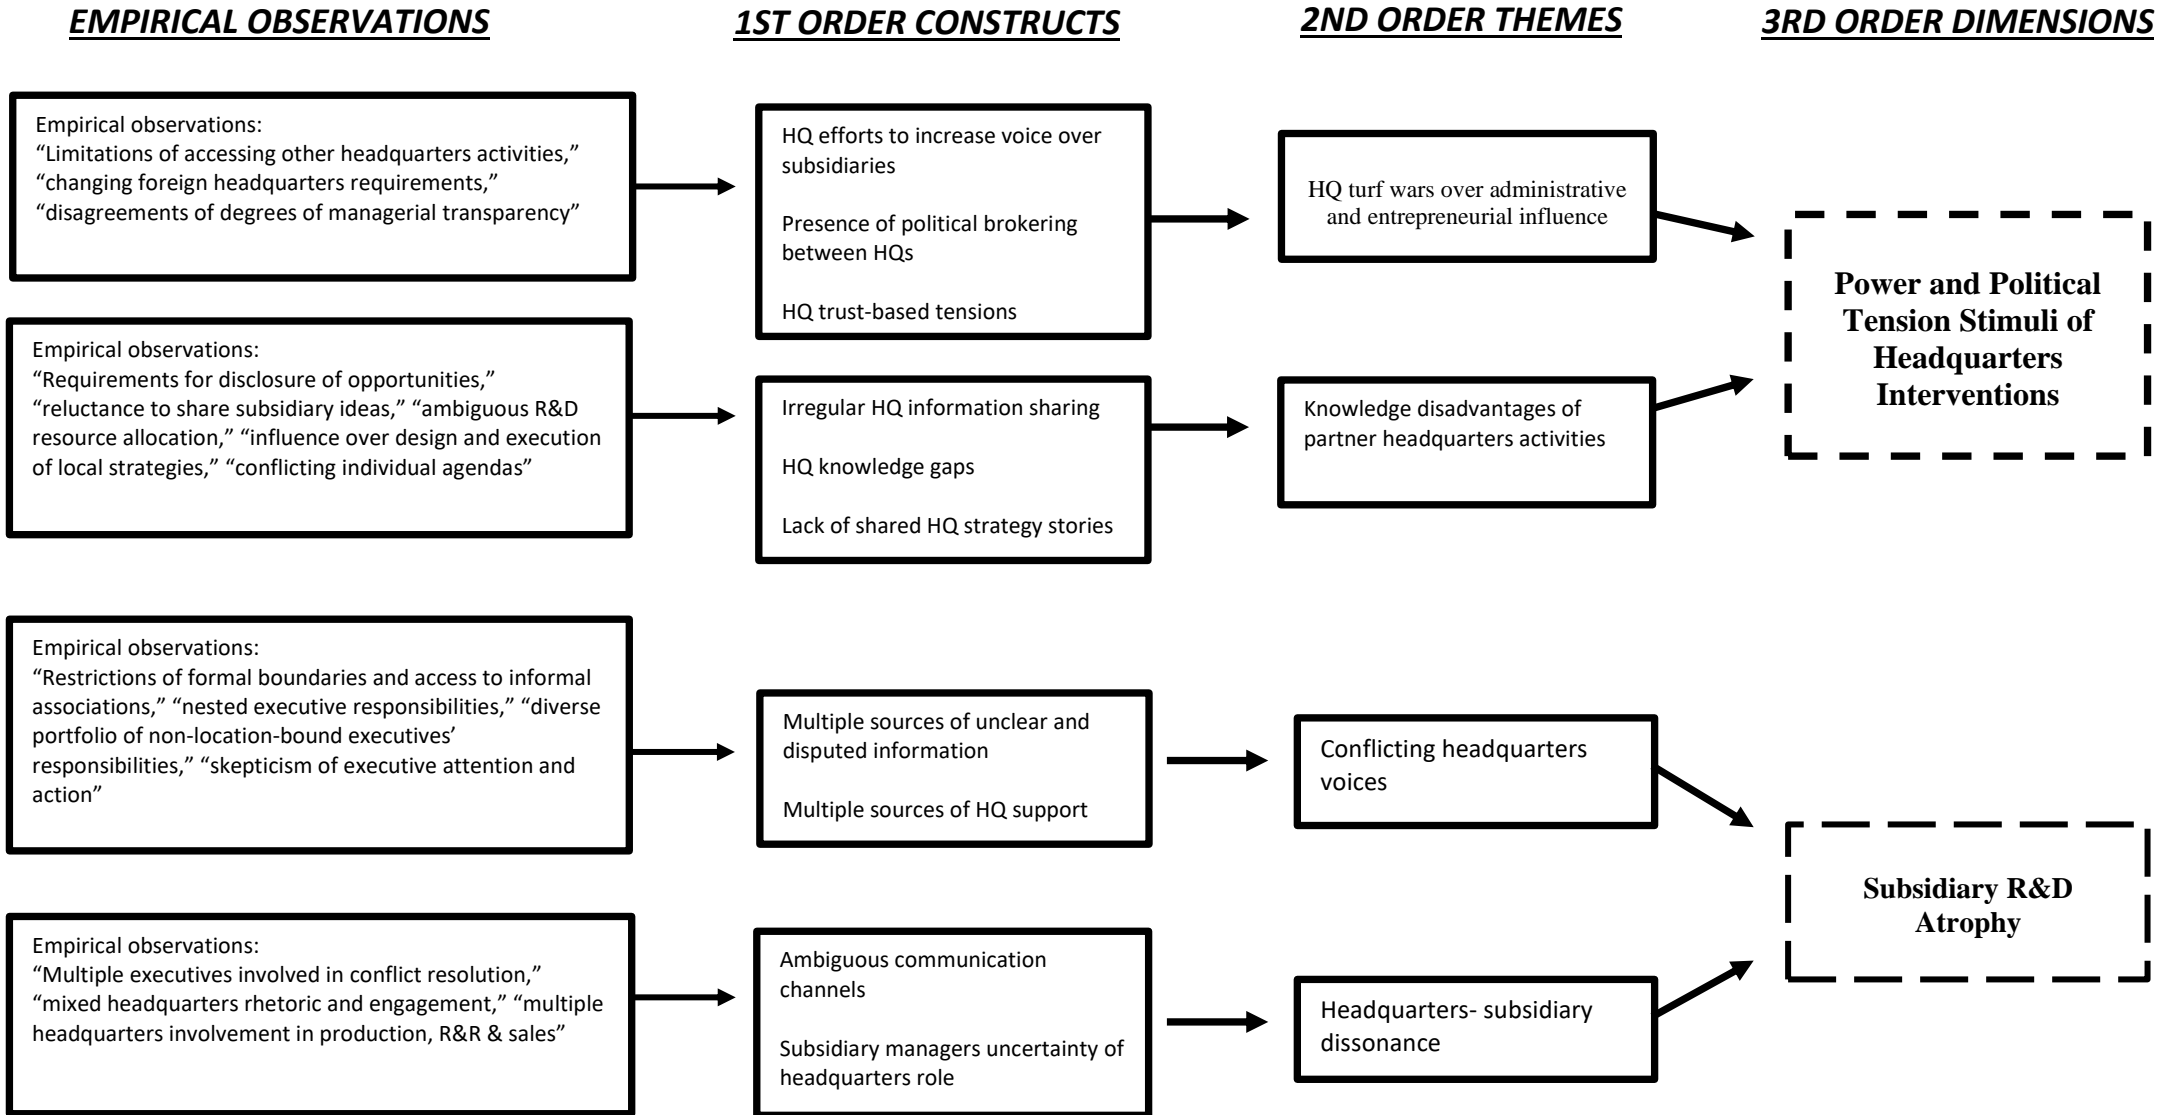 EMPIRICAL OBSERVATIONS
1ST ORDER CONSTRUCTS
2ND ORDER THEMES
3RD ORDER DIMENSIONS
Empirical observations:
“Limitations of accessing other headquarters activities,”
“changing foreign headquarters requirements,”
“disagreements of degrees of managerial transparency”
HQ efforts to increase voice over
subsidiaries
Presence of political brokering
between HQs
HQ trust-based tensions
HQ turf wars over administrative
and entrepreneurial influence
Power and Political
Tension Stimuli of
Headquarters
Interventions
Empirical observations:
“Requirements for disclosure of opportunities,”
“reluctance to share subsidiary ideas,” “ambiguous R&D
resource allocation,” “influence over design and execution
of local strategies,” “conflicting individual agendas”
Irregular HQ information sharing
HQ knowledge gaps
Lack of shared HQ strategy stories
Knowledge disadvantages of
partner headquarters activities
Empirical observations:
“Restrictions of formal boundaries and access to informal
associations,” “nested executive responsibilities,” “diverse
portfolio of non-location-bound executives’
responsibilities,” “skepticism of executive attention and
action”
Multiple sources of unclear and
disputed information
Multiple sources of HQ support
Conflicting headquarters
voices
Subsidiary R&D
Atrophy
Empirical observations:
“Multiple executives involved in conflict resolution,”
“mixed headquarters rhetoric and engagement,” “multiple
headquarters involvement in production, R&R & sales”
Ambiguous communication
channels
Subsidiary managers uncertainty of
headquarters role
Headquarters- subsidiary
dissonance